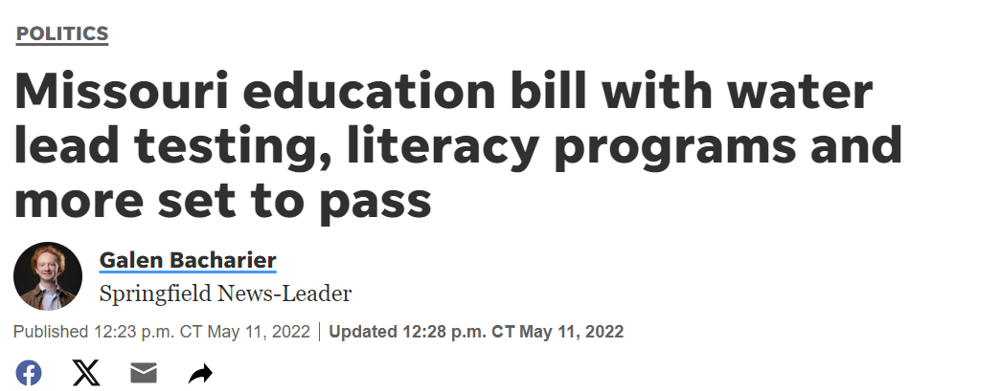 POLITICS
Missouri education bill with water
lead testing, literacy programs and
more set to pass
Galen Bacharier
Springfield News-Leader
Published 12:23 p.m. CT May 11, 2022 | Updated 12:28 p.m. CT May 11, 2022